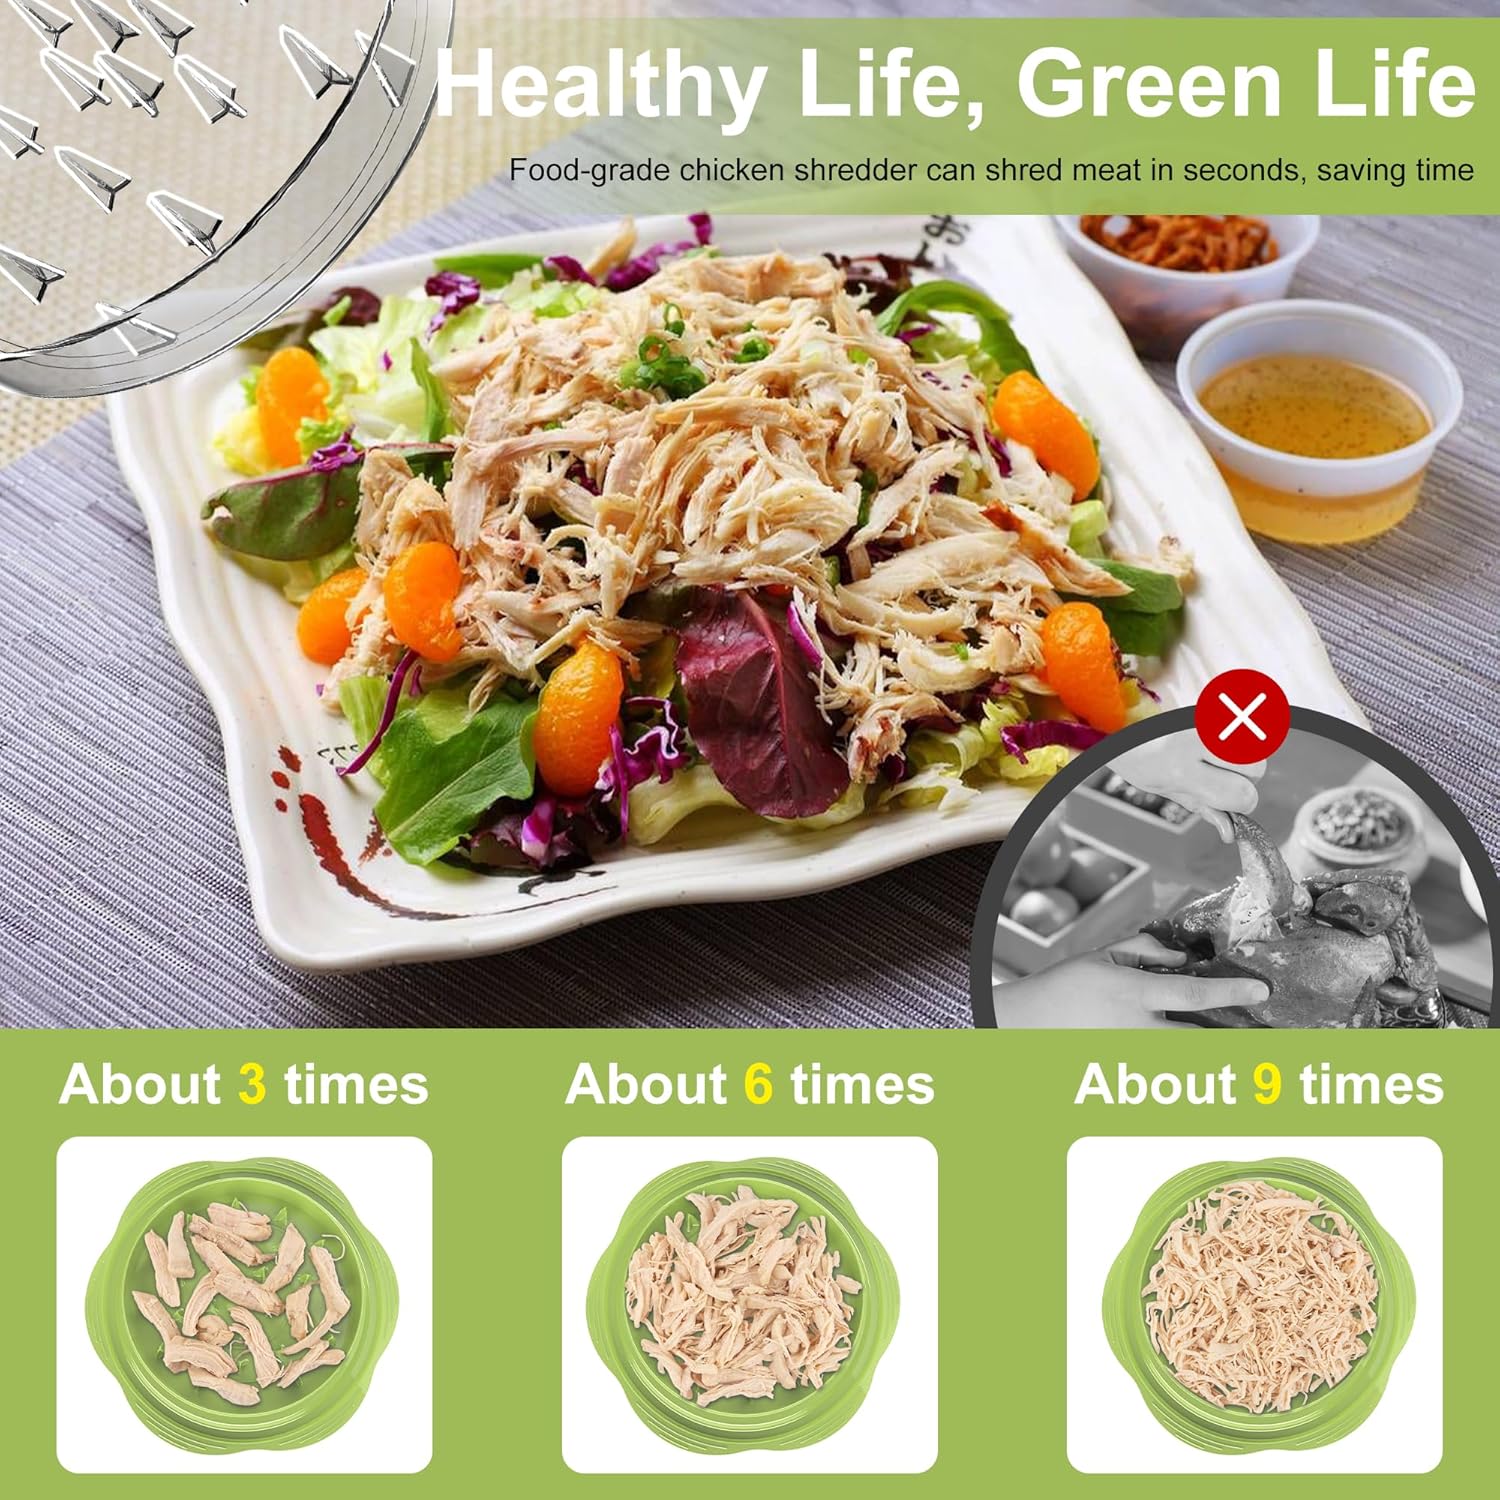 Healthy Life, Green Life
Food-grade chicken shredder can shred meat in seconds, saving time
About 3 times
About 6 times
About 9 times